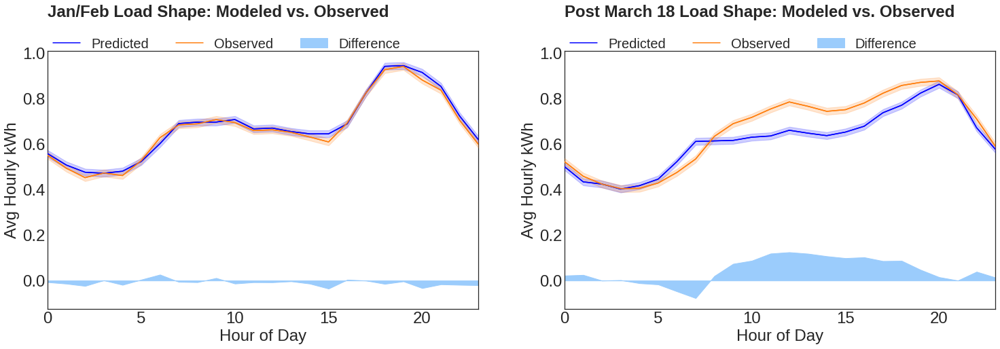 Jan/Feb Load Shape: Modeled vs. Observed
Predicted Observed Difference
1.0
0.8
0.6
0.4
0.2
0.0
Avg Hourly kWh
0 5 10 15 20
Hour of Day
Post March 18 Load Shape: Modeled vs. Observed
Predicted Observed Difference
1.0
0.8
0.6
0.4
0.2
0.0
Avg Hourly kWh
0 5 10 15 20
Hour of Day